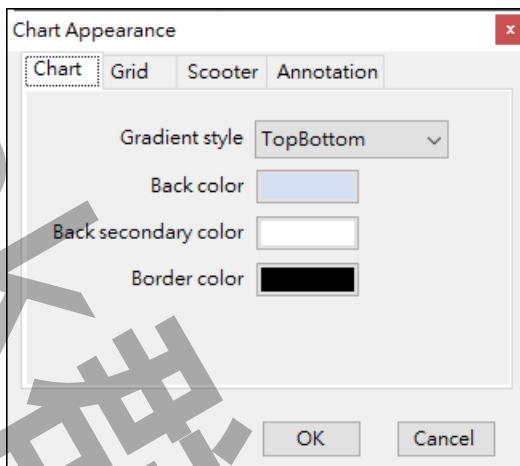 Chart Appearance
x
Chart Grid Scooter Annotation
Gradient style TopBottom
Back color
Back secondary color
Border color
OK Cancel